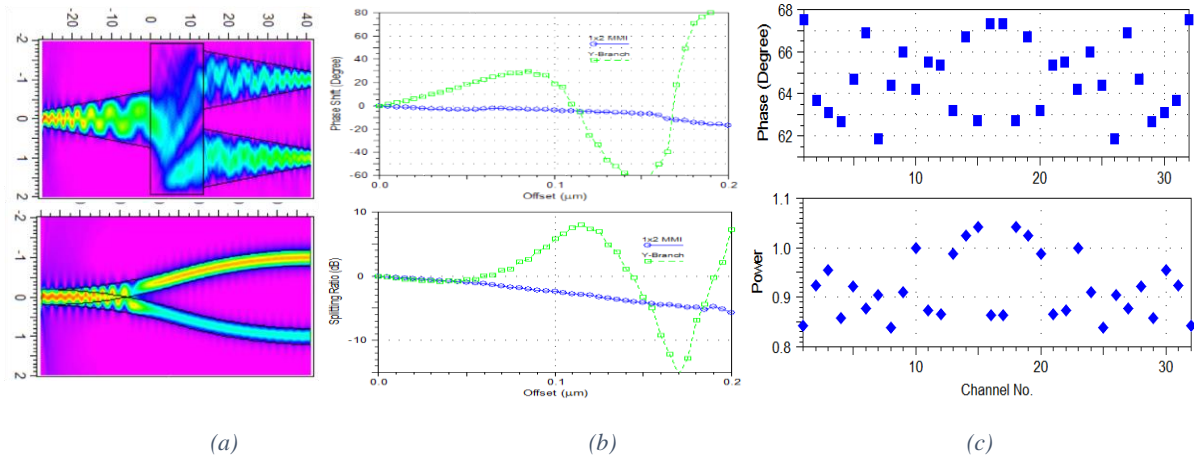 -20 -10 0 10 20 30 40
-2
-1
0
1
2
-2
-1
0
1
2
(a)
80
60
40
20
0
-20
-40
-60
Phase Shift (Degree)
1x2 MMI
Y-Branch
0.0 0.1 0.2
Offset (μm)
10
0
-10
Splitting Ratio (dB)
1x2 MMI
Y-Branch
0.0 0.1 0.2
Offset (μm)
(b)
68
66
64
62
Phase (Degree)
10 20 30
1.1
1.0
0.9
0.8
Power
10 20 30
Channel No.
(c)